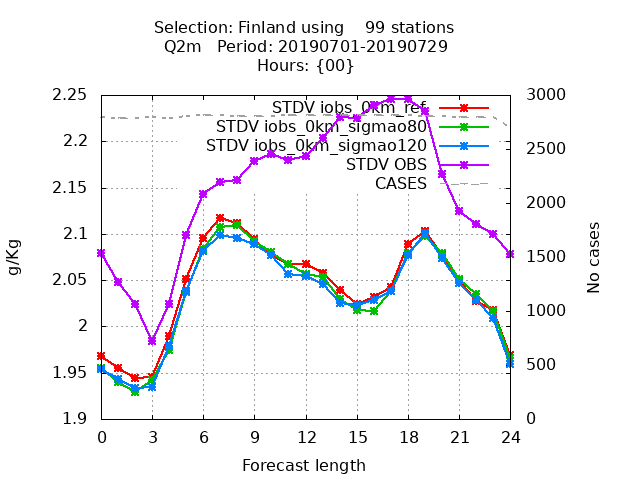 Selection: Finland using 99 stations
Q2m Period: 20190701-20190729
Hours: {00}
2.25
2.2
2.15
2.1
2.05
2
1.95
1.9
3000
2500
2000
1500
1000
500
0
STDV iobs_0km_ref
STDV iobs_0km_sigmao80
STDV iobs_0km_sigmao120
STDV OBS
CASES
g/Kg
No cases
0 3 6 9 12 15 18 21 24
Forecast length